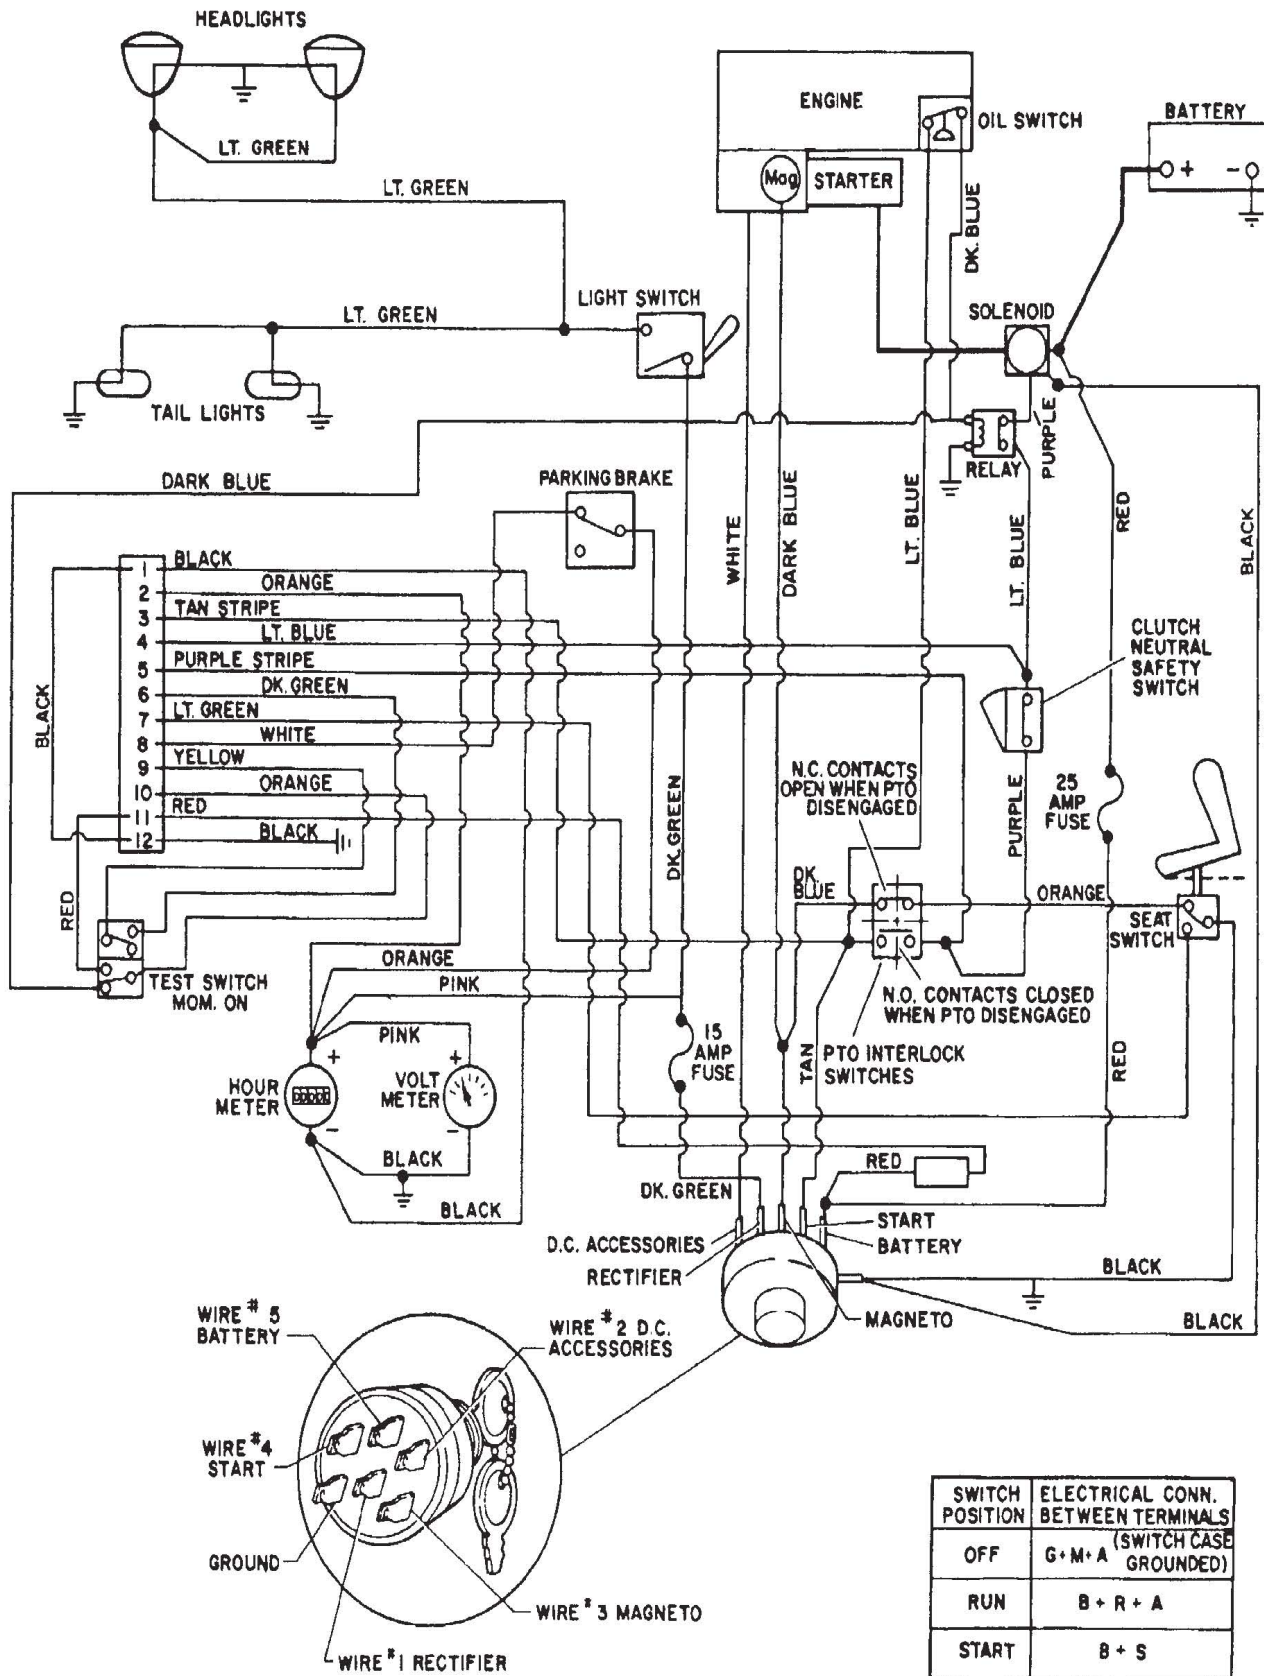 HEADLIGHTS
LT. GREEN
LT. GREEN
ENGINE
OIL SWITCH
Mag
STARTER
BATTERY
+ -
DK. BLUE
LT. GREEN
LIGHT SWITCH
SOLENOID
TAIL LIGHTS
PURPLE
RELAY
DARK BLUE
PARKING BRAKE
WHITE
DARK BLUE
LT. BLUE
LT. BLUE
RED
BLACK
1 BLACK
2 ORANGE
3 TAN STRIPE
4 LT. BLUE
5 PURPLE STRIPE
6 DK. GREEN
7 LT. GREEN
8 WHITE
9 YELLOW
10 ORANGE
11 RED
12 BLACK
BLACK
RED
CLUTCH
NEUTRAL
SAFETY
SWITCH
DK. GREEN
N.C. CONTACTS
OPEN WHEN PTO
DISENGAGED
PURPLE
25
AMP
FUSE
DK.
BLUE
ORANGE
SEAT
SWITCH
TEST SWITCH
MOM. ON
ORANGE
PINK
N.O. CONTACTS CLOSED
WHEN PTO DISENGAGED
PINK
15
AMP
FUSE
TAN
PTO INTERLOCK
SWITCHES
RED
+ +
HOUR
METER
VOLT
METER
- -
BLACK
BLACK
RED
DK. GREEN
START
D.C. ACCESSORIES
BATTERY
RECTIFIER
BLACK
MAGNETO
BLACK
WIRE # 5
BATTERY
WIRE # 2 D.C.
ACCESSORIES
WIRE # 4
START
GROUND
WIRE # 3 MAGNETO
WIRE # 1 RECTIFIER
SWITCH POSITION ELECTRICAL CONN. BETWEEN TERMINALS
OFF G+M+A (SWITCH CASE GROUNDED)
RUN B + R + A
START B + S